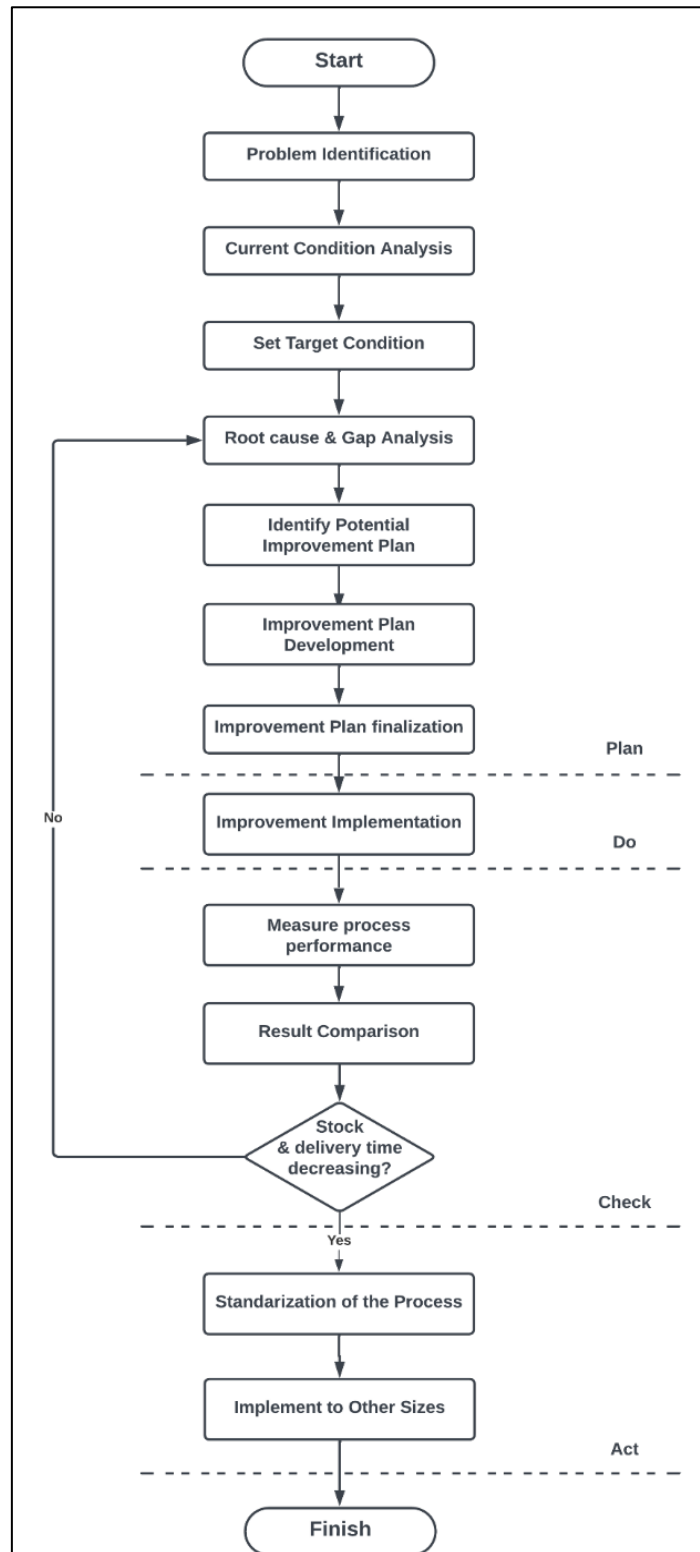 Start
Problem Identification
Current Condition Analysis
Set Target Condition
Root cause & Gap Analysis
Identify Potential
Improvement Plan
Improvement Plan
Development
Improvement Plan finalization
Plan
No
Improvement Implementation
Do
Measure process
performance
Result Comparison
Stock
& delivery time
decreasing?
Check
Yes
Standarization of the Process
Implement to Other Sizes
Act
Finish